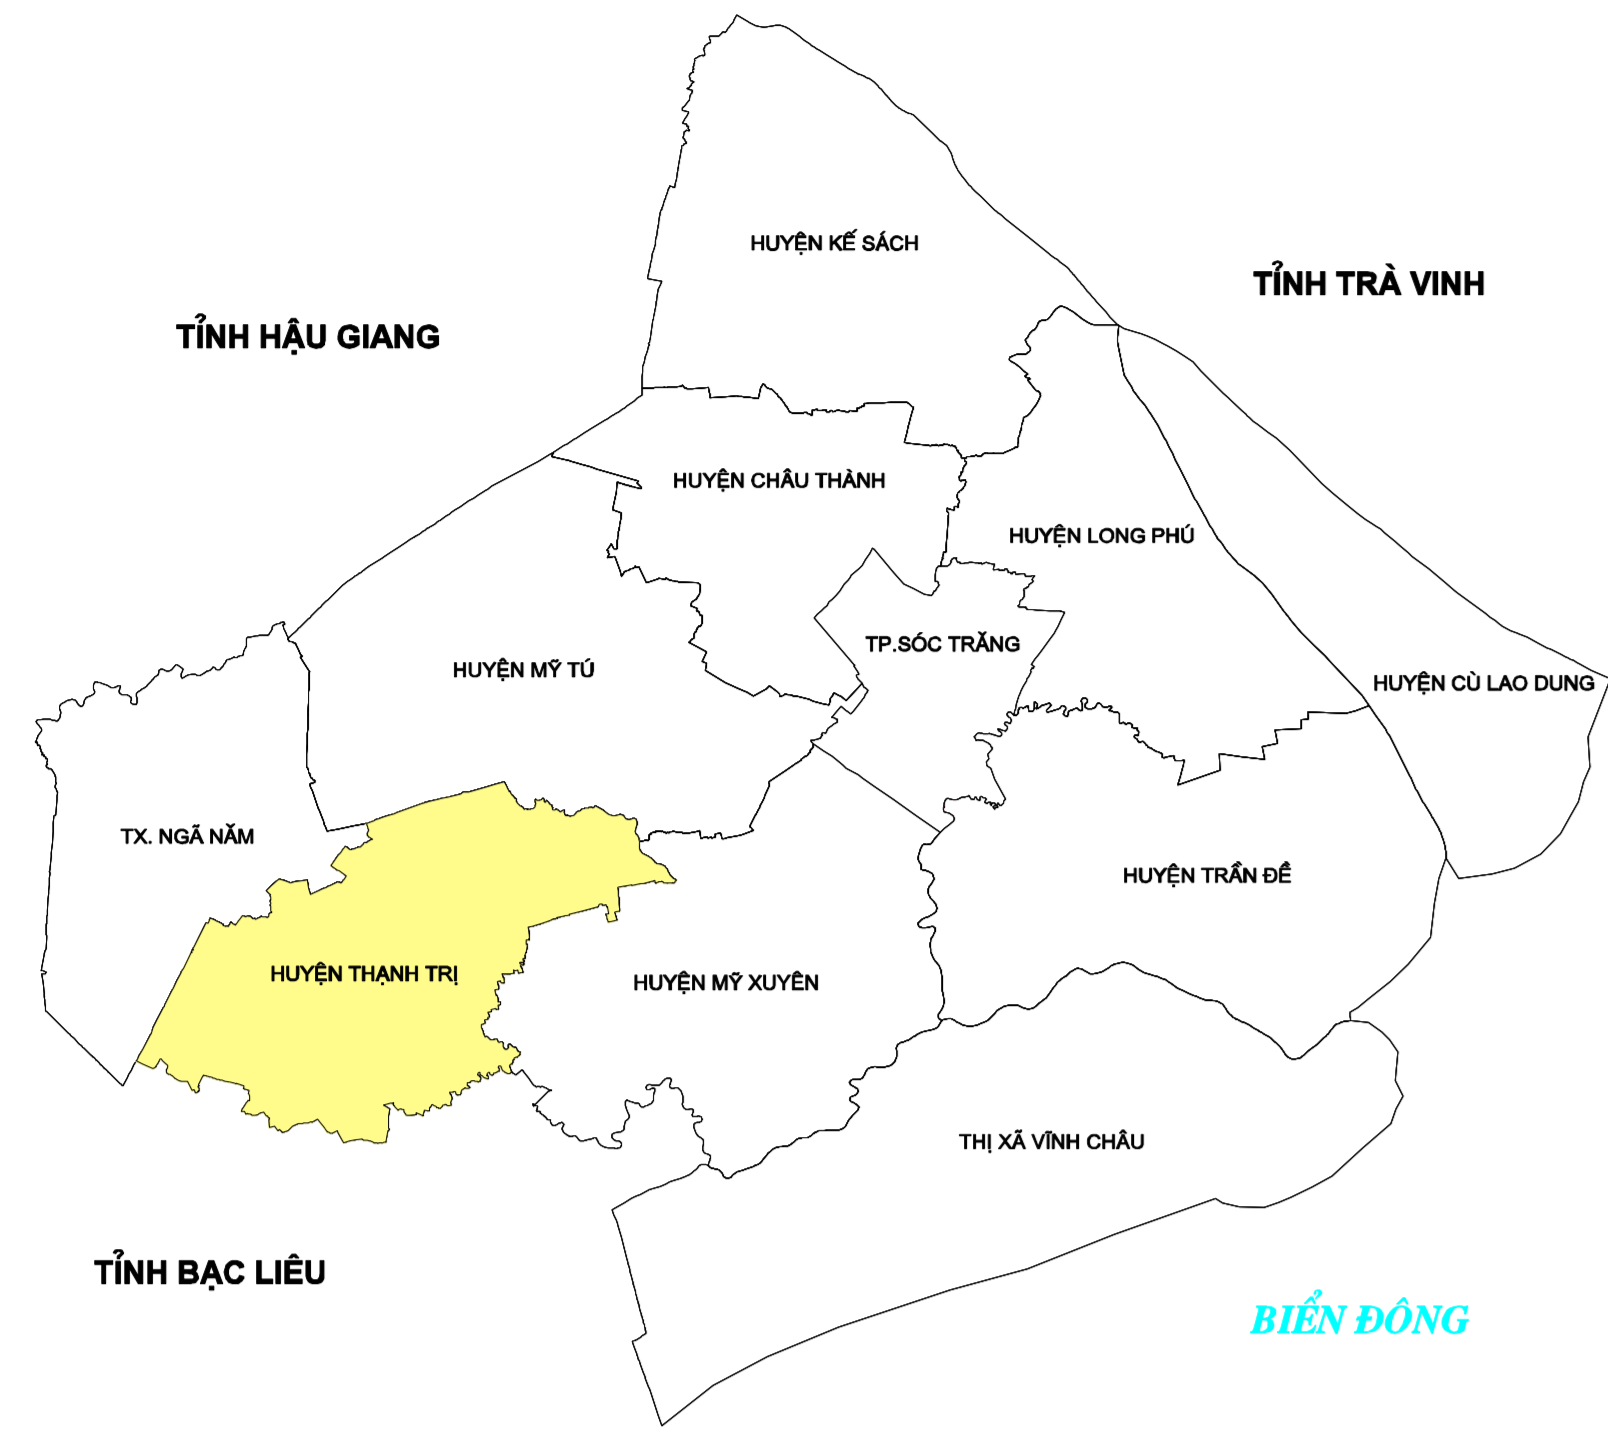 HUYỆN KẾ SÁCH
TỈNH TRÀ VINH
TỈNH HẬU GIANG
HUYỆN CHÂU THÀNH
HUYỆN LONG PHÚ
TP.SÓC TRĂNG
HUYỆN MỸ TÚ
HUYỆN CÙ LAO DUNG
TX. NGÃ NĂM
HUYỆN TRẦN ĐỀ
HUYỆN THẠNH TRỊ
HUYỆN MỸ XUYÊN
THỊ XÃ VĨNH CHÂU
TỈNH BẠC LIÊU
BIỂN ĐÔNG